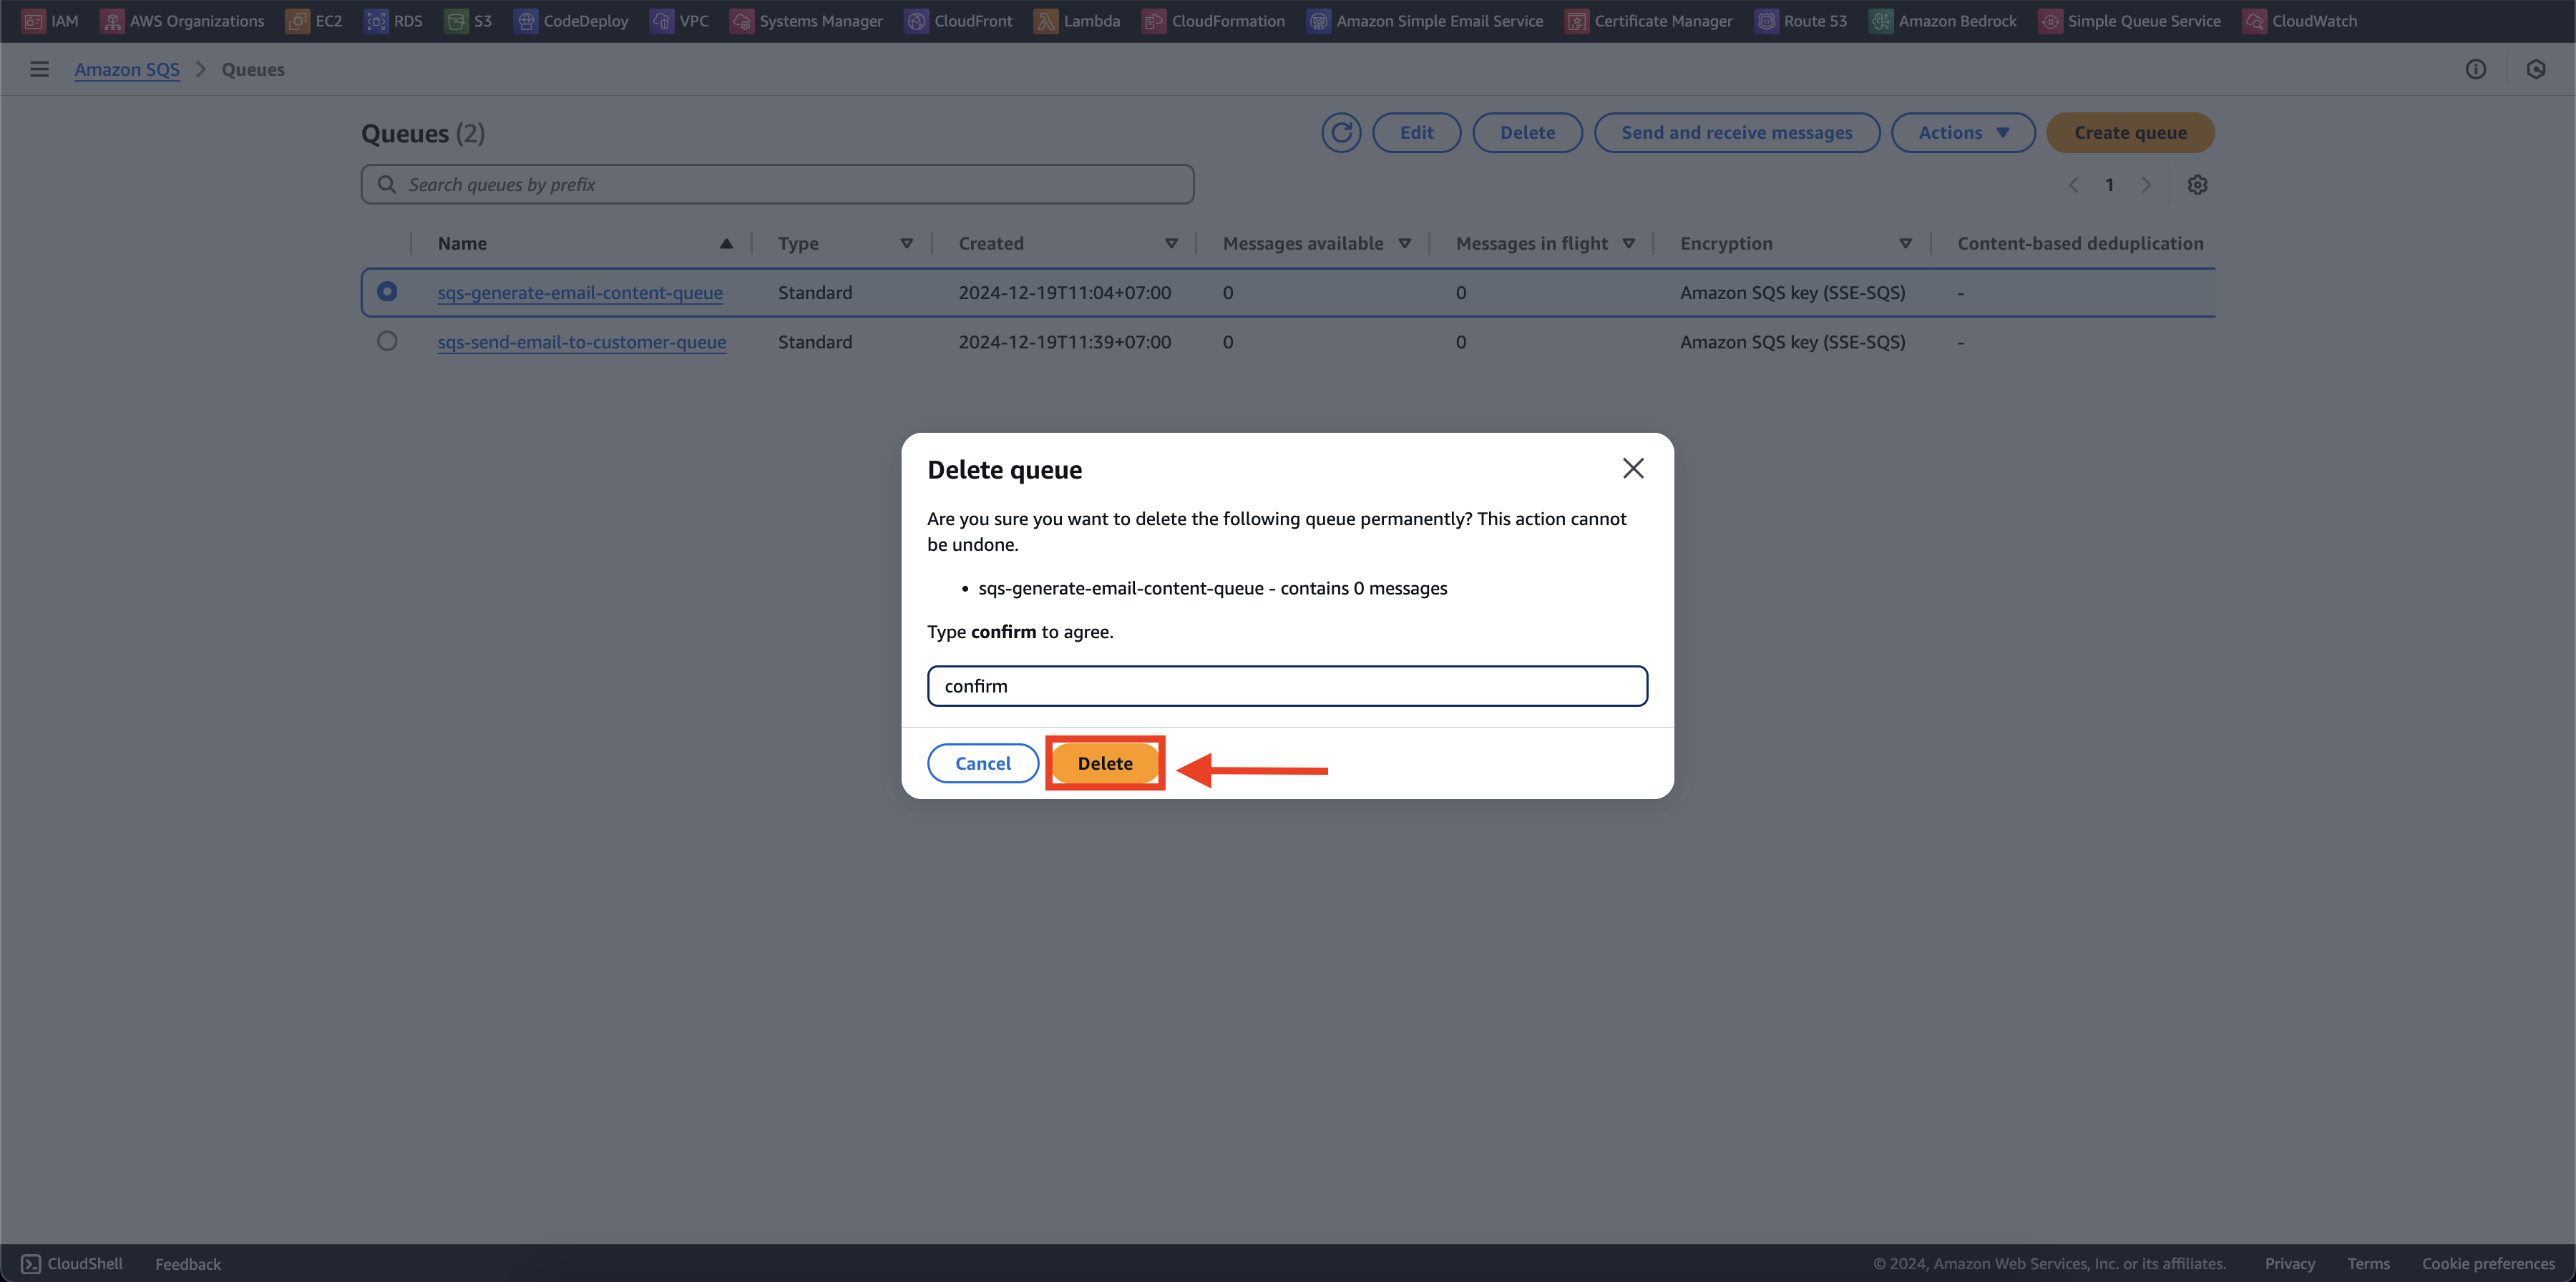 IAM AWS Organizations EC2 RDS S3 CodeDeploy VPC Systems Manager CloudFront Lambda CloudFormation Amazon Simple Email Service Certificate Manager Route 53 Amazon Bedrock Simple Queue Service CloudWatch
Amazon SQS Queues
Queues (2) Edit Delete Send and receive messages Actions Create queue
Search queues by prefix 1
Name Type Created Messages available Messages in flight Encryption Content-based deduplication
sqs-generate-email-content-queue Standard 2024-12-19T11:04+07:00 0 0 Amazon SQS key (SSE-SQS) -
sqs-send-email-to-customer-queue Standard 2024-12-19T11:39+07:00 0 0 Amazon SQS key (SSE-SQS) -
Delete queue
Are you sure you want to delete the following queue permanently? This action cannot
be undone.
• sqs-generate-email-content-queue - contains 0 messages
Type confirm to agree.
confirm
Cancel Delete
CloudShell Feedback © 2024, Amazon Web Services, Inc. or its affiliates. Privacy Terms Cookie preferences